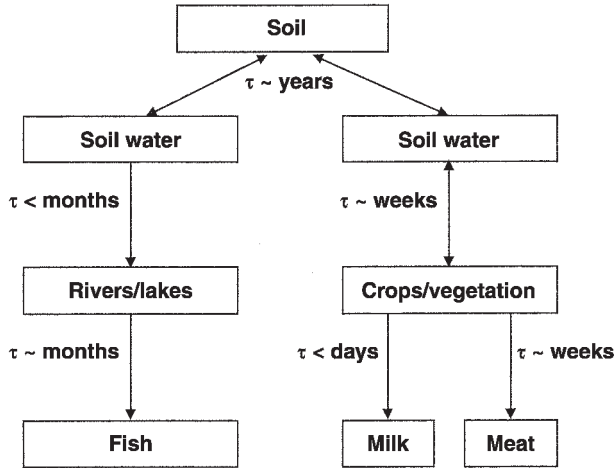 Soil
τ ~ years
Soil water
Soil water
τ < months
τ ~ weeks
Rivers/lakes
Crops/vegetation
τ ~ months
τ < days
τ ~ weeks
Fish
Milk
Meat